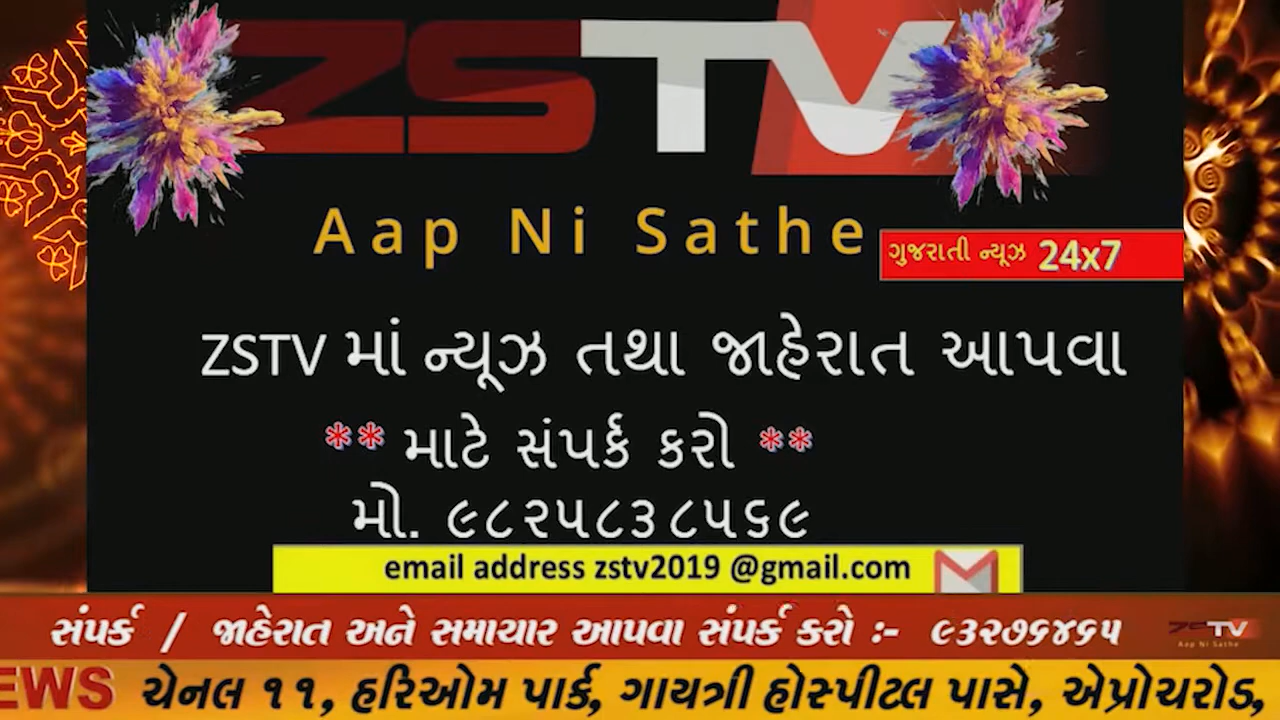 ZSTV
Aap Ni Sathe
ગુજરાતી ન્યૂઝ 24x7
ZSTV માં ન્યૂઝ તથા જાહેરાત આપવા
** માટે સંપર્ક કરો **
મો. ૯૮૨૫૮૩૮૫૬૯
email address zstv2019 @gmail.com
સંપર્ક / જાહેરાત અને સમાચાર આપવા સંપર્ક કરો :- ૯૩૨૭૬૪૬૫
ZSTV
Aap Ni Sathe
EWS ચેનલ ૧૧, હરિઓમ પાર્ક, ગાયત્રી હોસ્પીટલ પાસે, એપ્રોચરોડ,